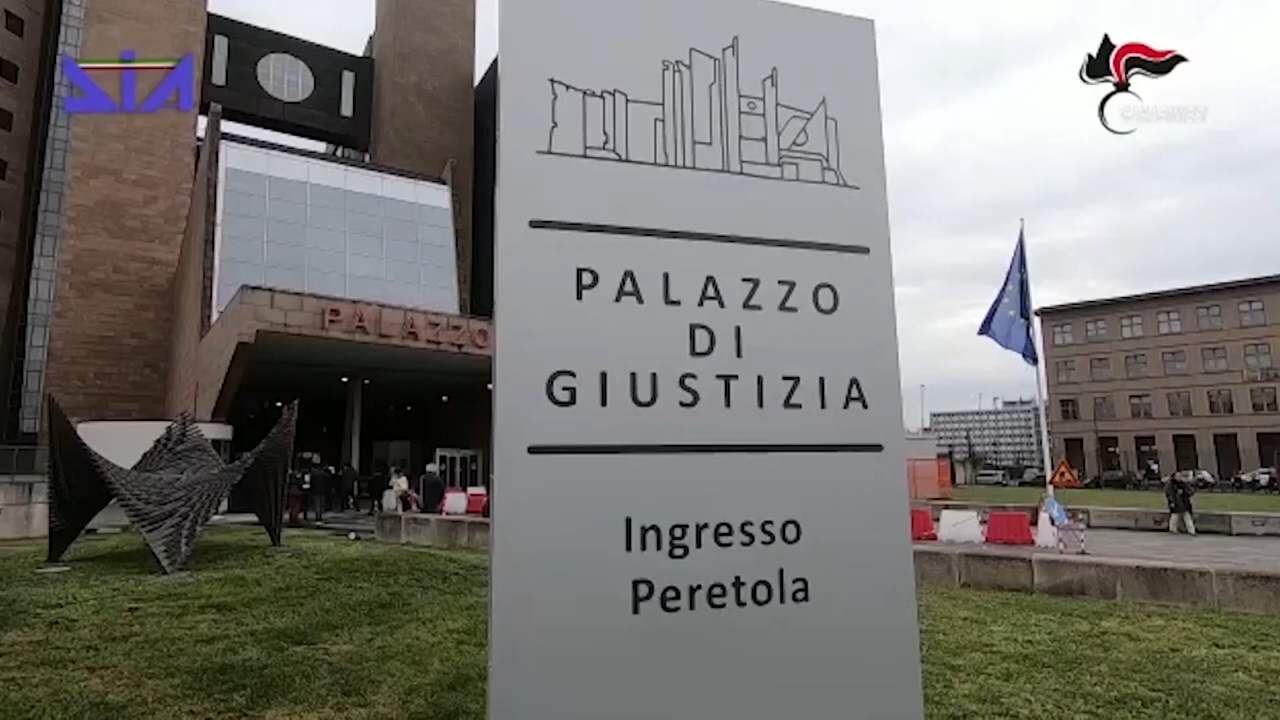 DIA
CARABINIERI
PALAZZO
PALAZZO
DI
GIUSTIZIA
Ingresso
Peretola